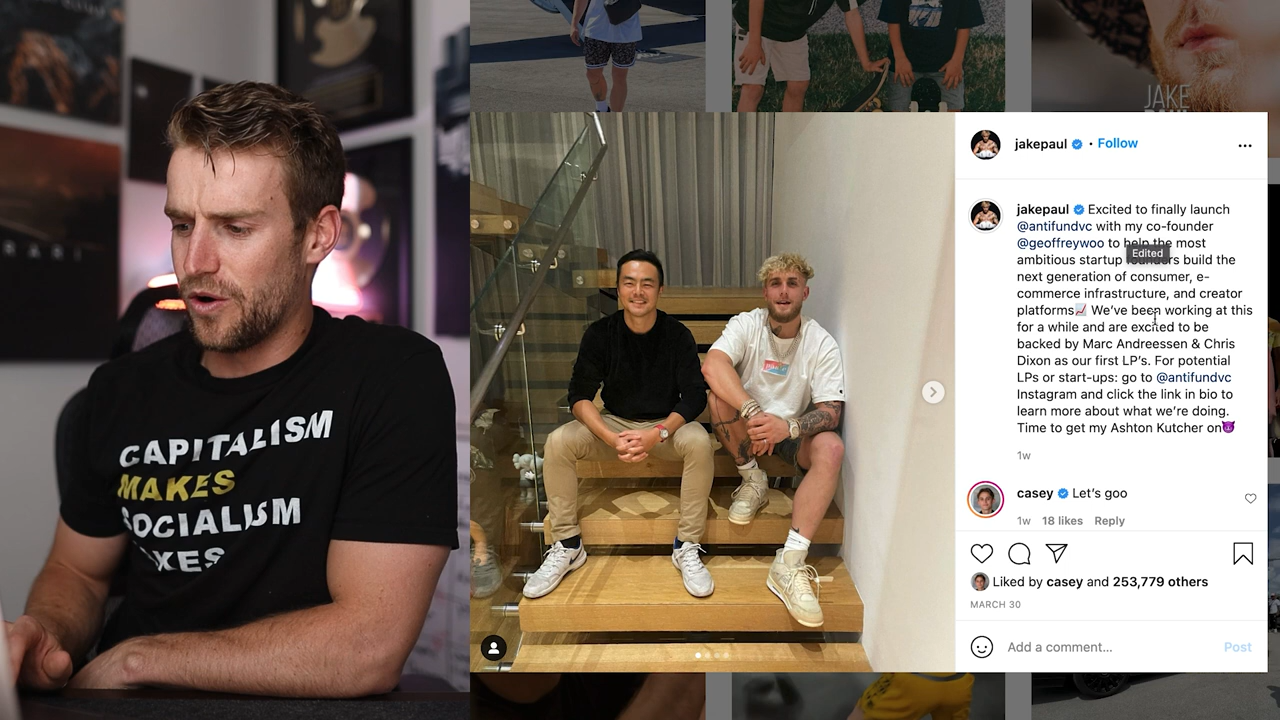 CAPITALISM
MAKES
SOCIALISM
JAKE
jakepaul • Follow
jakepaul Excited to finally launch
@antifundvc with my co-founder
@geoffreywoo to help the most
Edited
ambitious startup founders build the
next generation of consumer, e-
commerce infrastructure, and creator
platforms📈 We've been working at this
for a while and are excited to be
backed by Marc Andreessen & Chris
Dixon as our first LP's. For potential
LPs or start-ups: go to @antifundvc
Instagram and click the link in bio to
learn more about what we're doing.
Time to get my Ashton Kutcher on😈
1w
casey Let's goo
1w 18 likes Reply
Liked by casey and 253,779 others
MARCH 30
Add a comment... Post